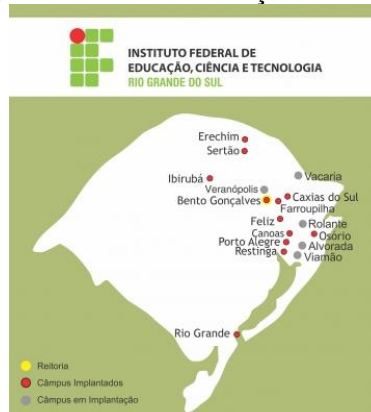 INSTITUTO FEDERAL DE
EDUCAÇÃO, CIÊNCIA E TECNOLOGIA
RIO GRANDE DO SUL
Erechim
Sertão
Ibirubá
Vacaria
Veranópolis
Bento Gonçalves
Caxias do Sul
Farroupilha
Feliz
Rolante
Canoas
Osório
Porto Alegre
Alvorada
Restinga
Viamão
Rio Grande
Reitoria
Câmpus Implantados
Câmpus em Implantação